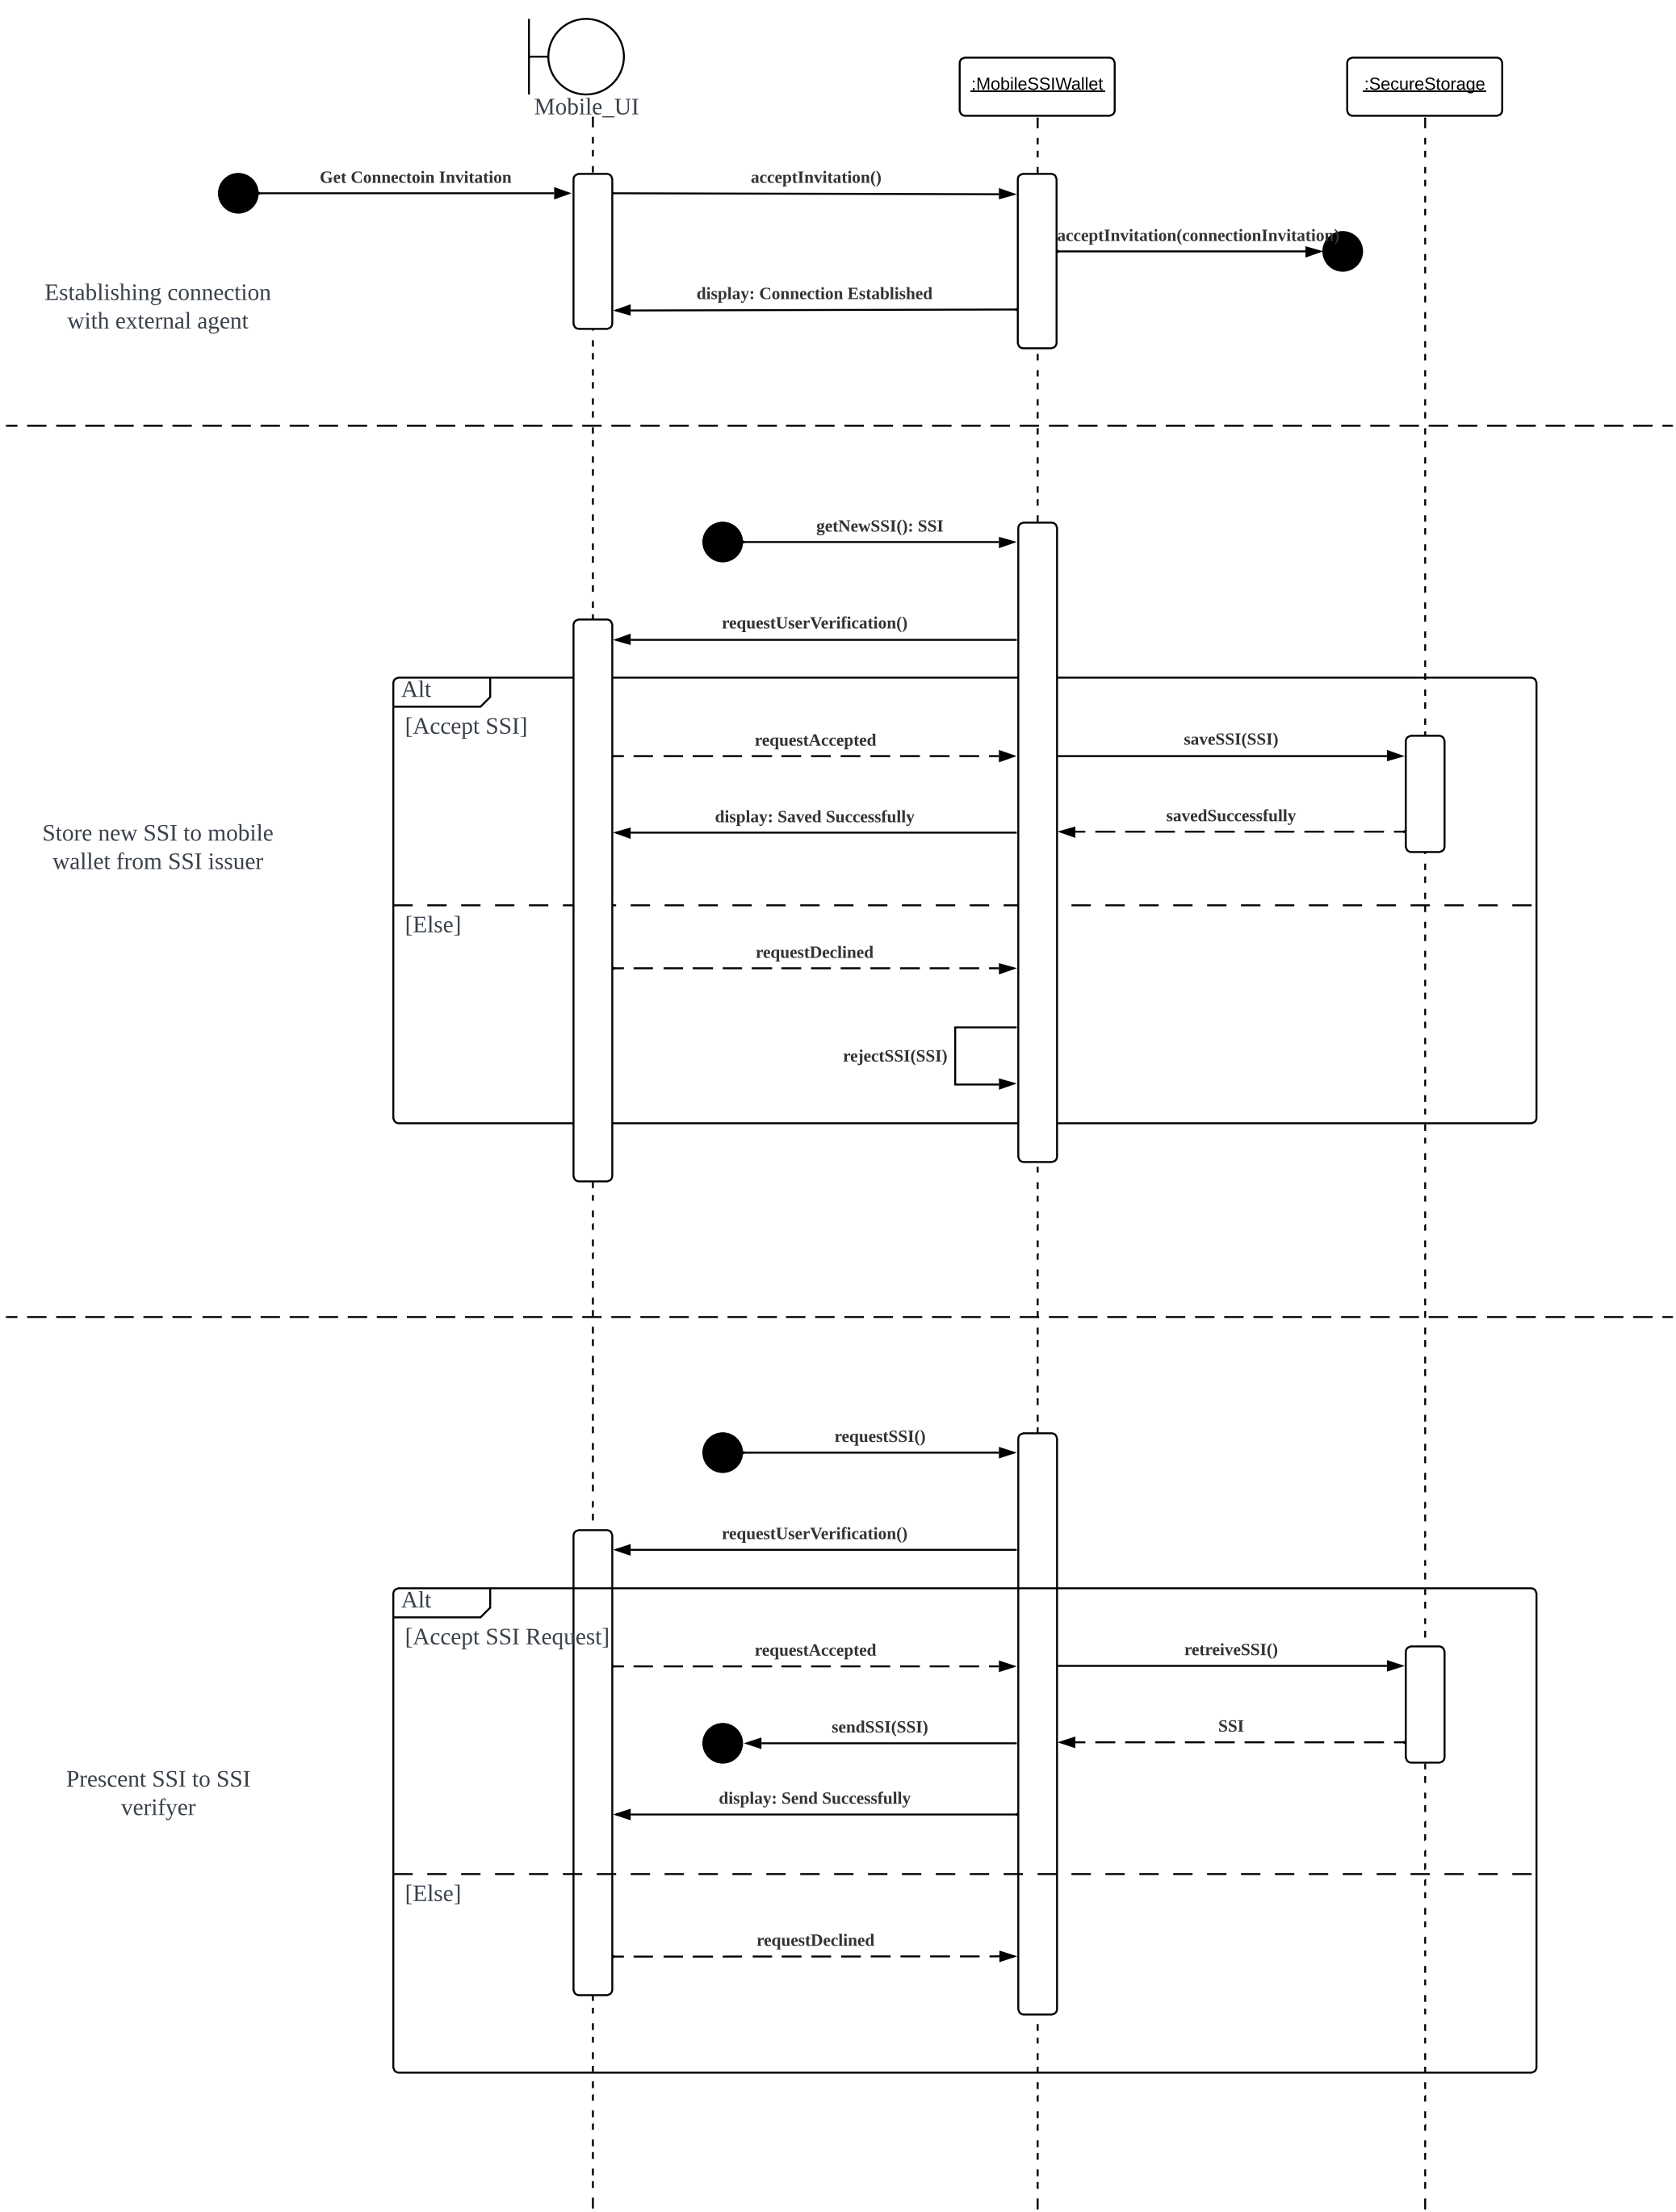 Mobile_UI
:MobileSSIWallet
:SecureStorage
Get Connectoin Invitation
acceptInvitation()
acceptInvitation(connectionInvitation)
Establishing connection
with external agent
display: Connection Established
getNewSSI(): SSI
requestUserVerification()
Alt
[Accept SSI]
requestAccepted
saveSSI(SSI)
Store new SSI to mobile
wallet from SSI issuer
display: Saved Successfully
savedSuccessfully
[Else]
requestDeclined
rejectSSI(SSI)
requestSSI()
requestUserVerification()
Alt
[Accept SSI Request]
requestAccepted
retreiveSSI()
sendSSI(SSI)
SSI
Prescent SSI to SSI
verifyer
display: Send Successfully
[Else]
requestDeclined